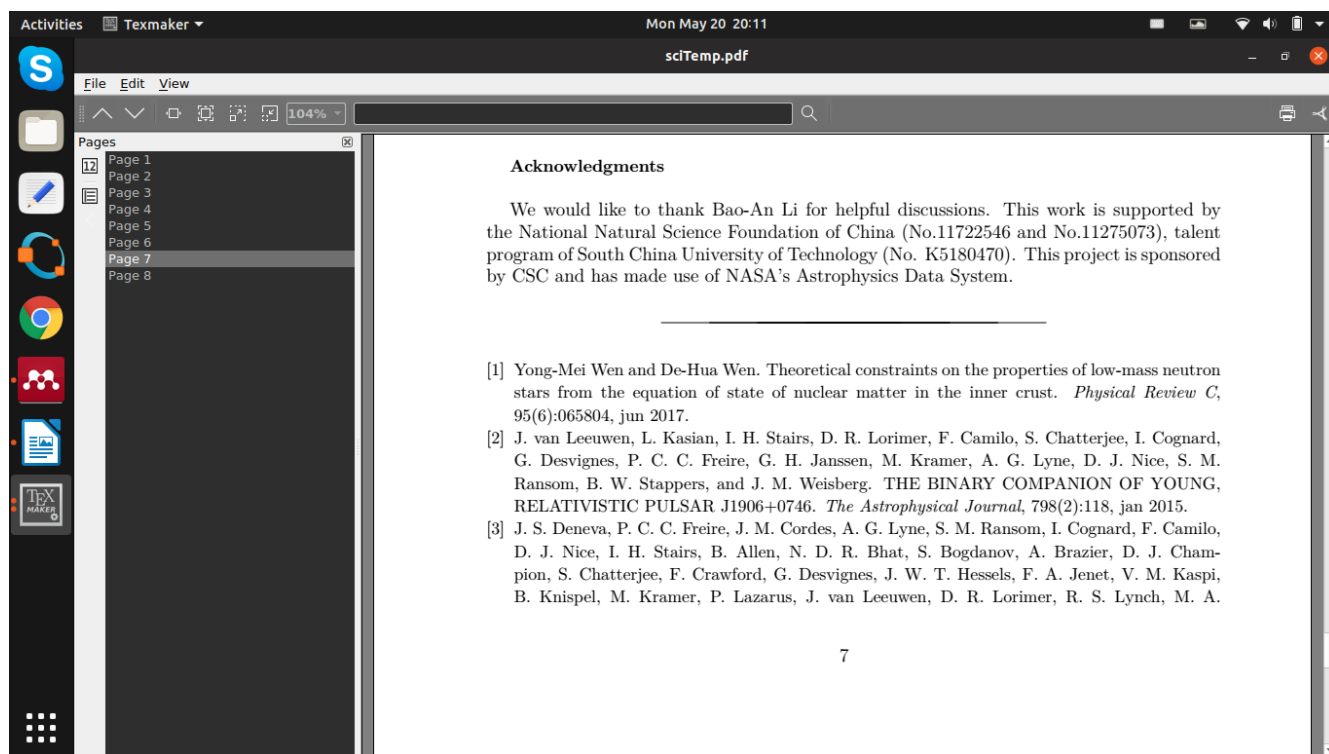 Activities Texmaker Mon May 20 20:11
sciTemp.pdf
File Edit View
104%
Pages
12
Page 1
Page 2
Page 3
Page 4
Page 5
Page 6
Page 7
Page 8
S
TEX
MAKER
Acknowledgments
We would like to thank Bao-An Li for helpful discussions. This work is supported by
the National Natural Science Foundation of China (No.11722546 and No.11275073), talent
program of South China University of Technology (No. K5180470). This project is sponsored
by CSC and has made use of NASA's Astrophysics Data System.
[1] Yong-Mei Wen and De-Hua Wen. Theoretical constraints on the properties of low-mass neutron
stars from the equation of state of nuclear matter in the inner crust. Physical Review C,
95(6):065804, jun 2017.
[2] J. van Leeuwen, L. Kasian, I. H. Stairs, D. R. Lorimer, F. Camilo, S. Chatterjee, I. Cognard,
G. Desvignes, P. C. C. Freire, G. H. Janssen, M. Kramer, A. G. Lyne, D. J. Nice, S. M.
Ransom, B. W. Stappers, and J. M. Weisberg. THE BINARY COMPANION OF YOUNG,
RELATIVISTIC PULSAR J1906+0746. The Astrophysical Journal, 798(2):118, jan 2015.
[3] J. S. Deneva, P. C. C. Freire, J. M. Cordes, A. G. Lyne, S. M. Ransom, I. Cognard, F. Camilo,
D. J. Nice, I. H. Stairs, B. Allen, N. D. R. Bhat, S. Bogdanov, A. Brazier, D. J. Cham-
pion, S. Chatterjee, F. Crawford, G. Desvignes, J. W. T. Hessels, F. A. Jenet, V. M. Kaspi,
B. Knispel, M. Kramer, P. Lazarus, J. van Leeuwen, D. R. Lorimer, R. S. Lynch, M. A.
7